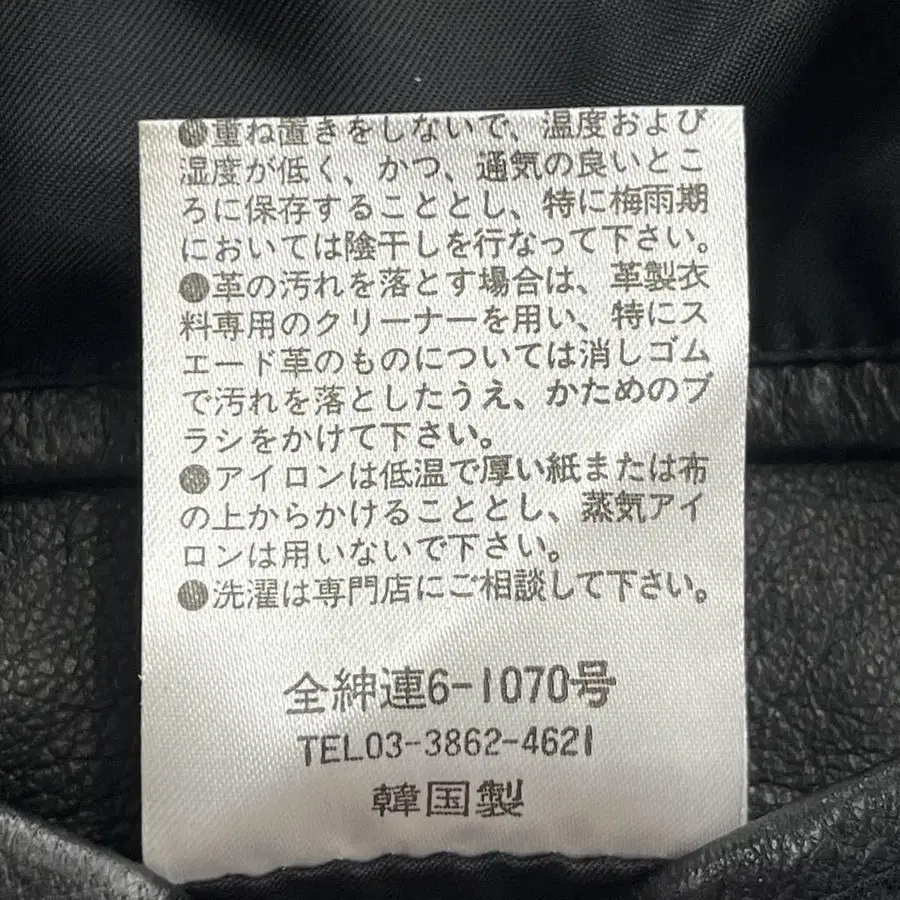 ●重ね置きをしないで、温度および
湿度が低く、かつ、通気の良いとこ
ろに保存することとし、特に梅雨期
においては陰干しを行なって下さい。
●革の汚れを落とす場合は、革製衣
料専用のクリーナーを用い、特にス
エード革のものについては消しゴム
で汚れを落としたうえ、かためのブ
ラシをかけて下さい。
●アイロンは低温で厚い紙または布
の上からかけることとし、蒸気アイ
ロンは用いないで下さい。
●洗濯は専門店にご相談して下さい。
全紳連6-1070号
TEL03-3862-4621
韓国製